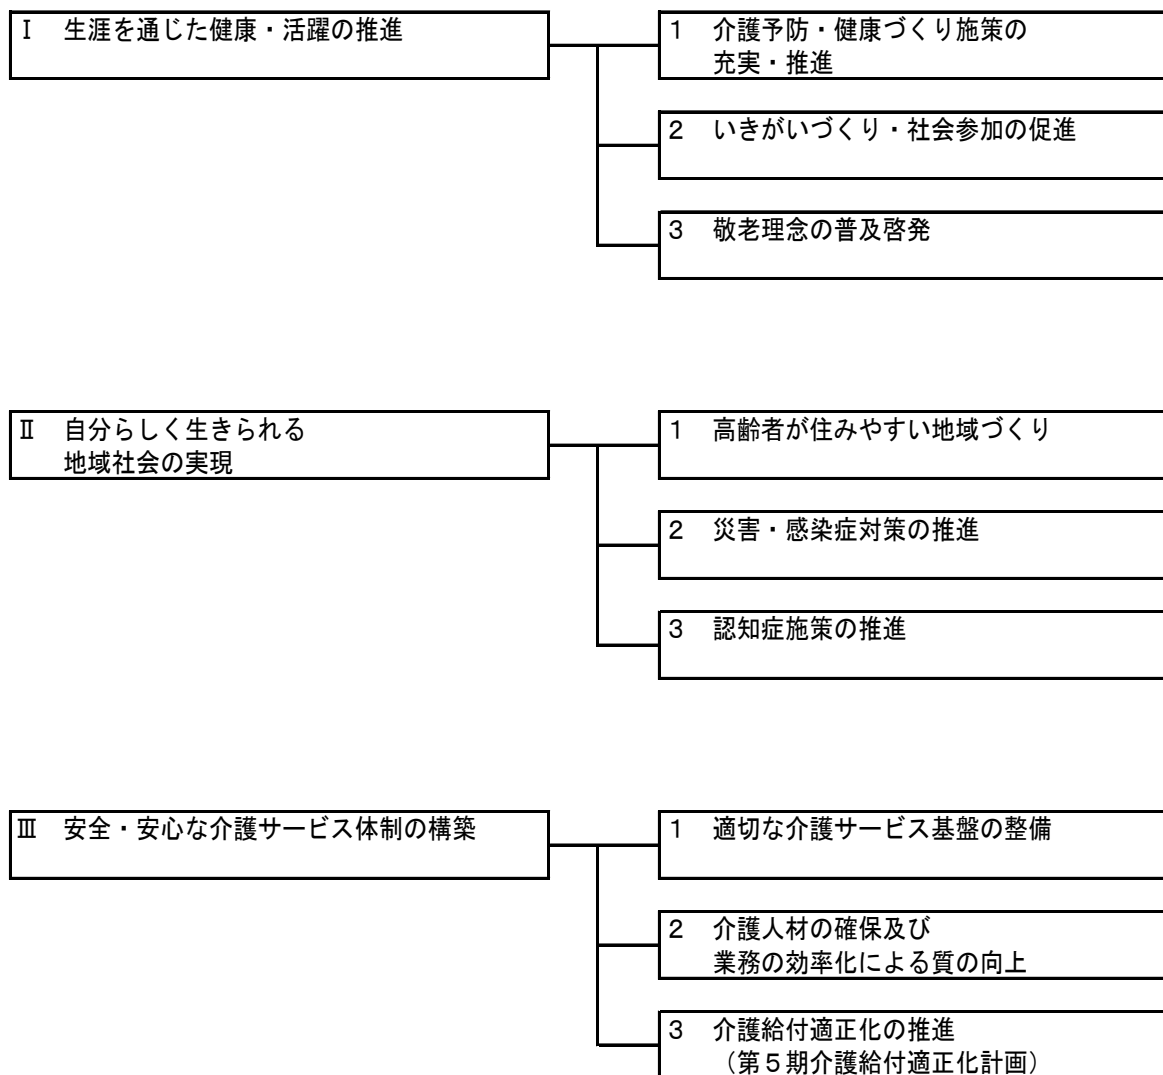 Ⅰ 生涯を通じた健康・活躍の推進
1 介護予防・健康づくり施策の
充実・推進
2 いきがいづくり・社会参加の促進
3 敬老理念の普及啓発
Ⅱ 自分らしく生きられる
地域社会の実現
1 高齢者が住みやすい地域づくり
2 災害・感染症対策の推進
3 認知症施策の推進
Ⅲ 安全・安心な介護サービス体制の構築
1 適切な介護サービス基盤の整備
2 介護人材の確保及び
業務の効率化による質の向上
3 介護給付適正化の推進
（第５期介護給付適正化計画）